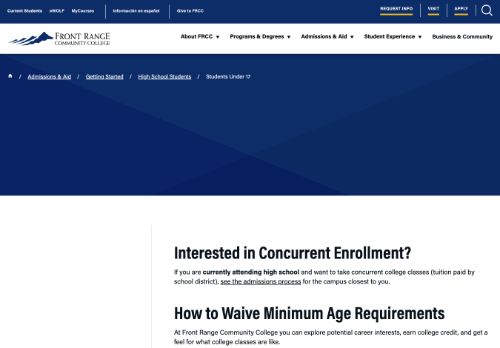 Current Students eWOLF MyCourses Información en español Give to FRCC REQUEST INFO VISIT APPLY
FRONT RANGE
COMMUNITY COLLEGE
About FRCC Programs & Degrees Admissions & Aid Student Experience Business & Community
/ Admissions & Aid / Getting Started / High School Students / Students Under 17
Interested in Concurrent Enrollment?
If you are currently attending high school and want to take concurrent college classes (tuition paid by
school district), see the admissions process for the campus closest to you.
How to Waive Minimum Age Requirements
At Front Range Community College you can explore potential career interests, earn college credit, and get a
feel for what college classes are like.